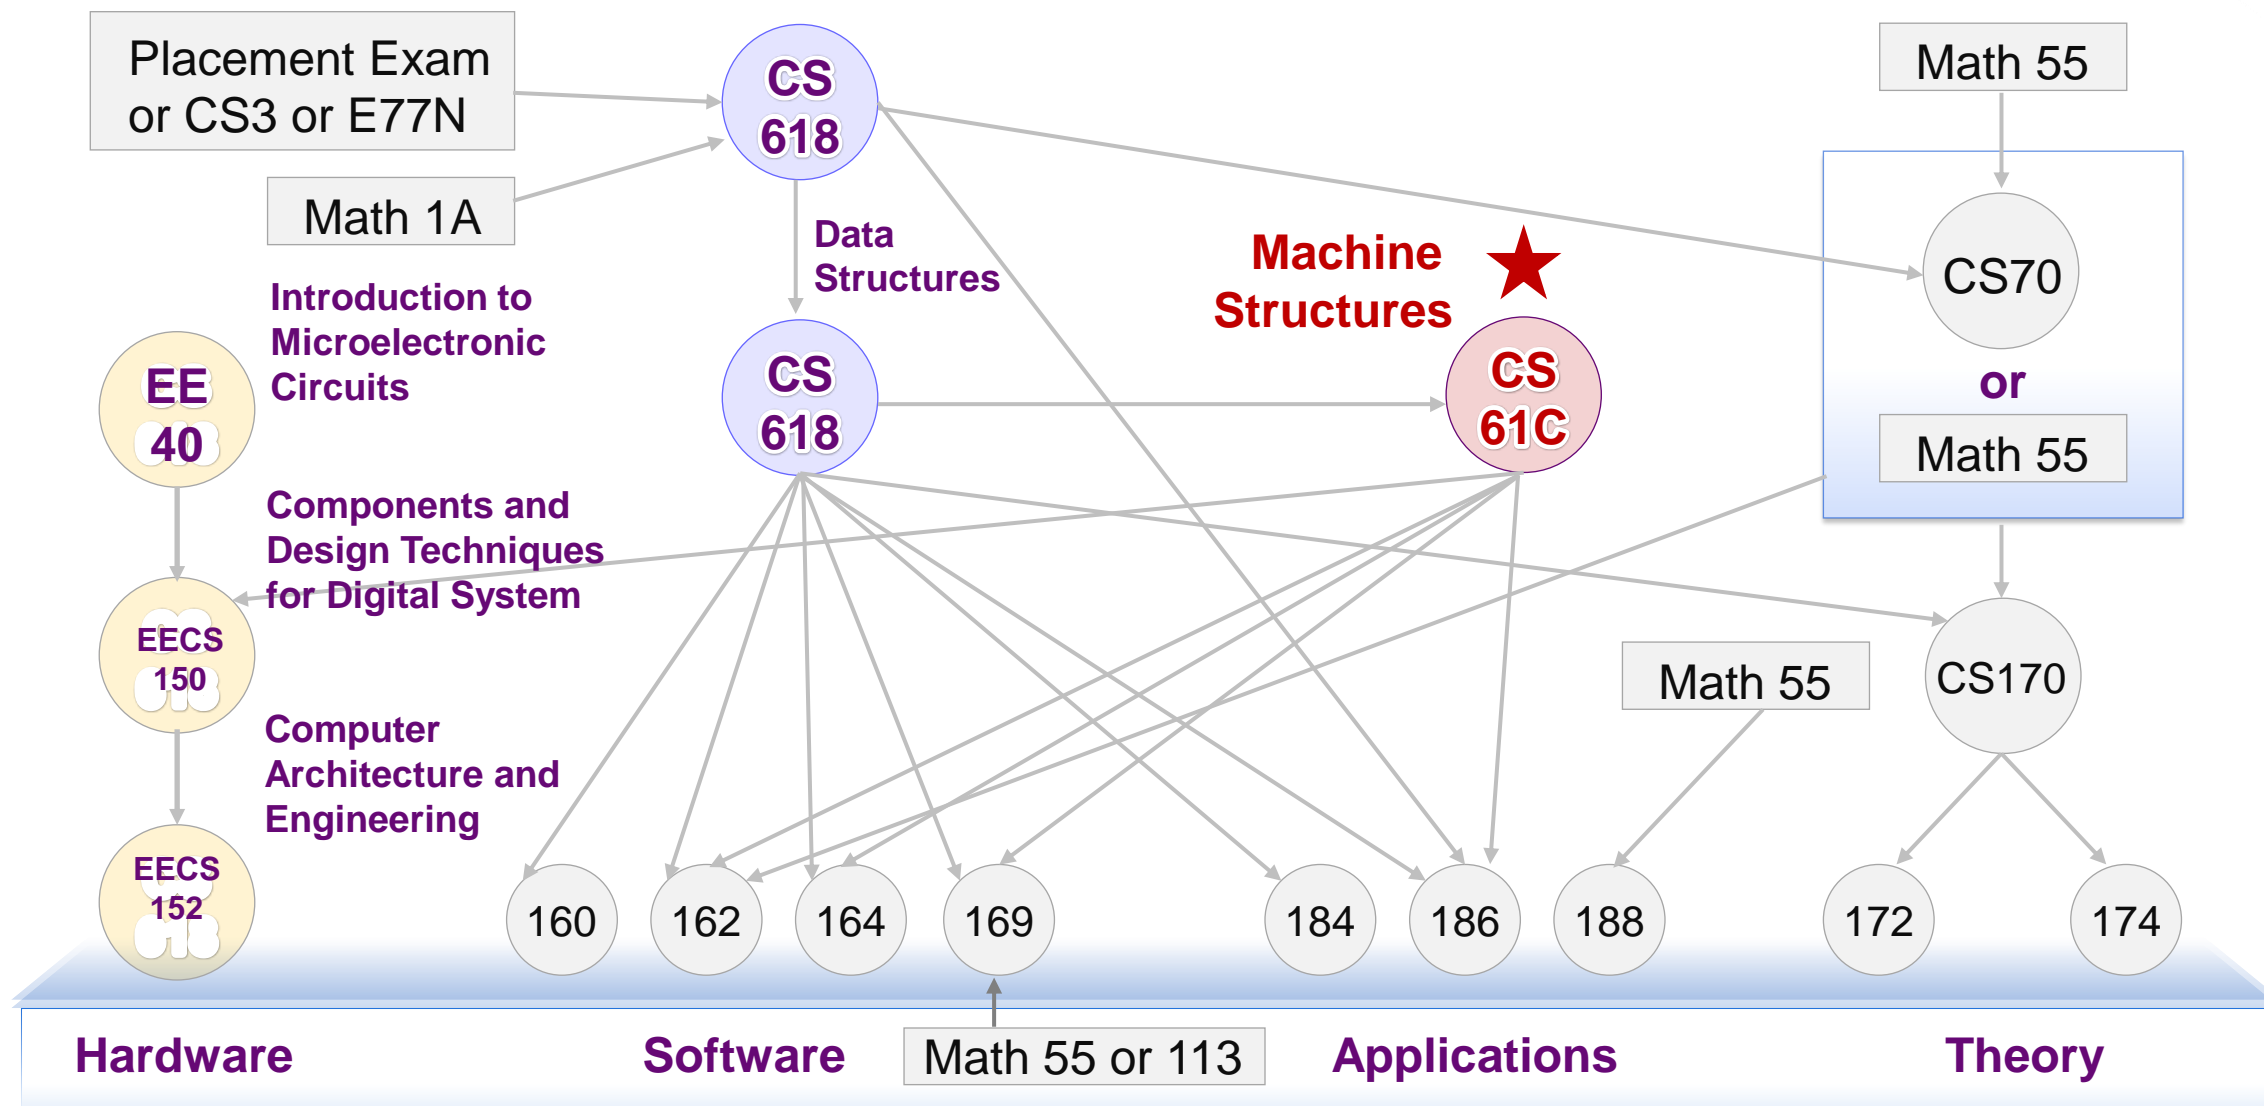 Placement Exam
or CS3 or E77N
Math 1A
CS
618
Math 55
Data
Structures
Machine
Structures
CS70
or
Math 55
Introduction to
Microelectronic
Circuits
EE
40
CS
618
CS
61C
Components and
Design Techniques
for Digital System
EECS
150
Math 55
CS170
Computer
Architecture and
Engineering
EECS
152
160
162
164
169
184
186
188
172
174
Hardware
Software
Math 55 or 113
Applications
Theory